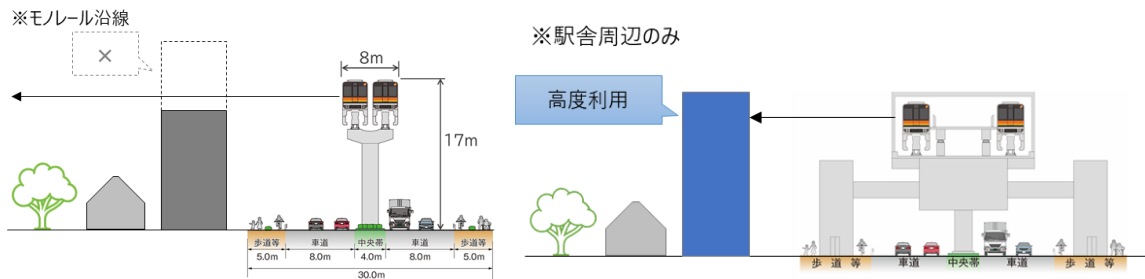 ※モノレール沿線
×
8m
17m
歩道等
車道
中央帯
車道
歩道等
5.0m
8.0m
4.0m
8.0m
5.0m
30.0m
※駅舎周辺のみ
高度利用
歩道等
車道
中央帯
車道
歩道等